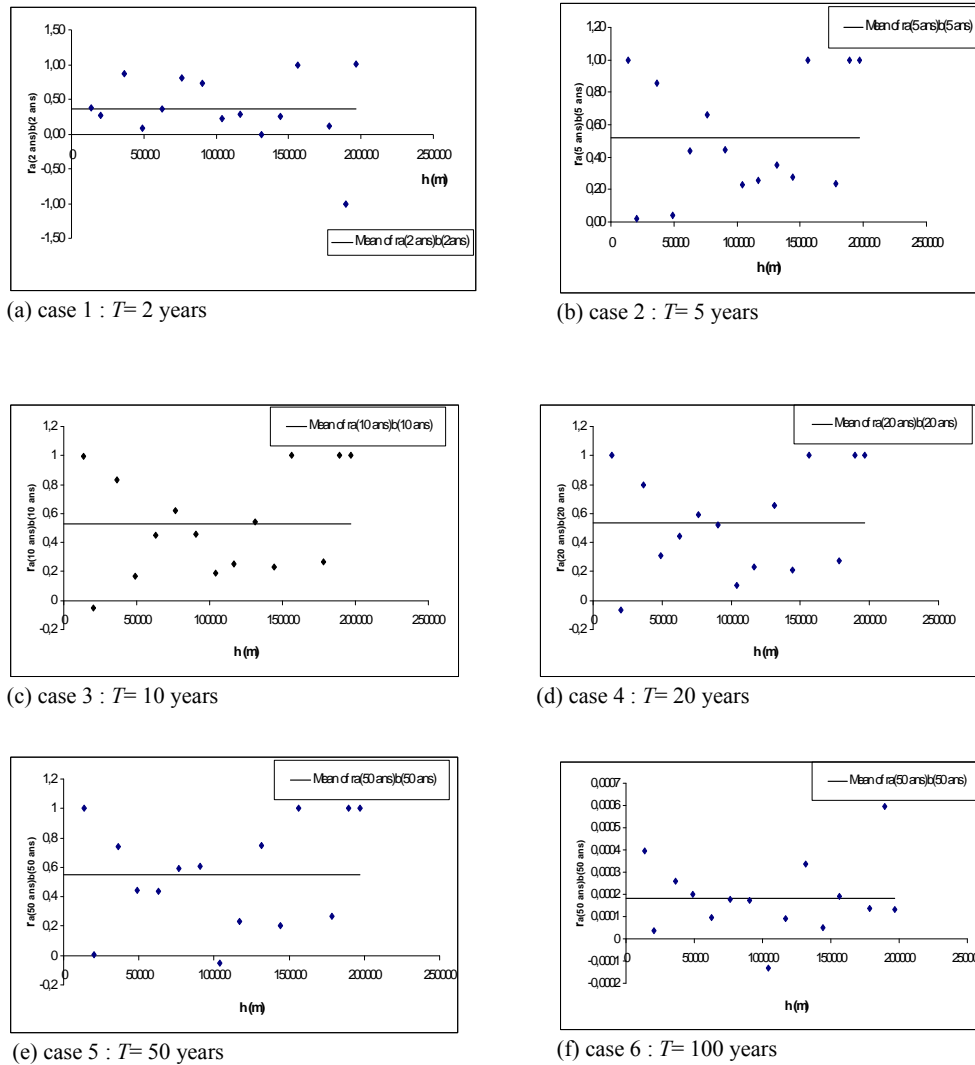 1,50
1,00
0,50
0,00
-0,50
-1,00
-1,50
0 50000 100000 150000 200000 250000
h (m)
ra(2 ans)b(2 ans)
Mean of ra(2 ans)b(2ans)
(a) case 1 : T= 2 years
Mean of ra(5ans)b(5ans)
1,20
1,00
0,80
0,60
0,40
0,20
0,00
0 50000 100000 150000 200000 250000
h (m)
ra(5 ans)b(5 ans)
(b) case 2 : T= 5 years
Mean of ra(10 ans)b(10 ans)
1,2
1
0,8
0,6
0,4
0,2
0
-0,2
0 50000 100000 150000 200000 250000
h (m)
ra(10 ans)b(10 ans)
(c) case 3 : T= 10 years
Mean of ra(20 ans)b(20 ans)
1,2
1
0,8
0,6
0,4
0,2
0
-0,2
0 50000 100000 150000 200000 250000
h (m)
ra(20 ans)b(20 ans)
(d) case 4 : T= 20 years
Mean of ra(50 ans)b(50 ans)
1,2
1
0,8
0,6
0,4
0,2
0
-0,2
0 50000 100000 150000 200000 250000
h (m)
ra(50 ans)b(50 ans)
(e) case 5 : T= 50 years
Mean of ra(50 ans)b(50 ans)
0,0007
0,0006
0,0005
0,0004
0,0003
0,0002
0,0001
0
-0,0001
-0,0002
0 50000 100000 150000 200000 25000
h (m)
ra(50 ans)b(50 ans)
(f) case 6 : T= 100 years